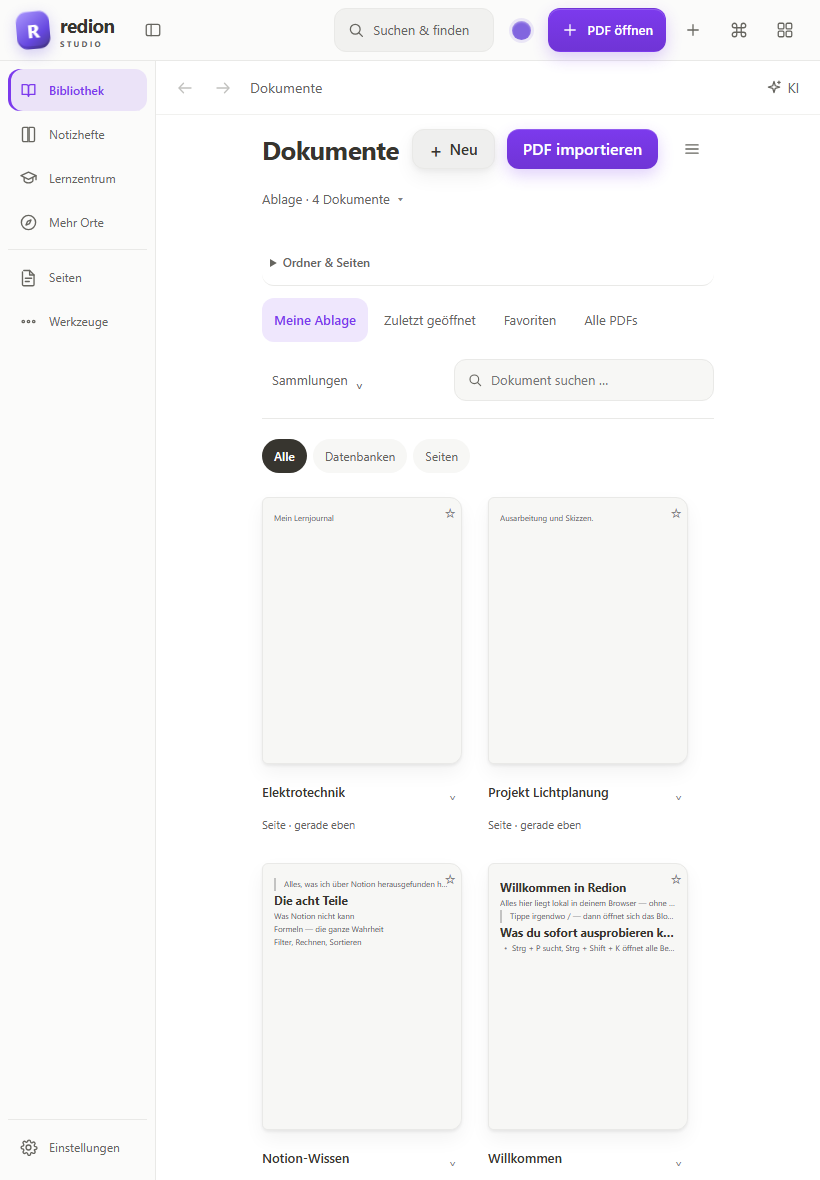 R redion
STUDIO
Suchen & finden
PDF öffnen
Bibliothek
Notizhefte
Lernzentrum
Mehr Orte
Seiten
Werkzeuge
Einstellungen
Dokumente
KI
Dokumente
+ Neu
PDF importieren
Ablage · 4 Dokumente
Ordner & Seiten
Meine Ablage Zuletzt geöffnet Favoriten Alle PDFs
Sammlungen
Dokument suchen ...
Alle Datenbanken Seiten
Mein Lernjournal
Elektrotechnik
Seite · gerade eben
Ausarbeitung und Skizzen.
Projekt Lichtplanung
Seite · gerade eben
Alles, was ich über Notion herausgefunden h...
Die acht Teile
Was Notion nicht kann
Formeln — die ganze Wahrheit
Filter, Rechnen, Sortieren
Notion-Wissen
Willkommen in Redion
Alles hier liegt lokal in deinem Browser — ohne ...
Tippe irgendwo / — dann öffnet sich das Blo...
Was du sofort ausprobieren k...
• Strg + P sucht, Strg + Shift + K öffnet alle Be...
Willkommen